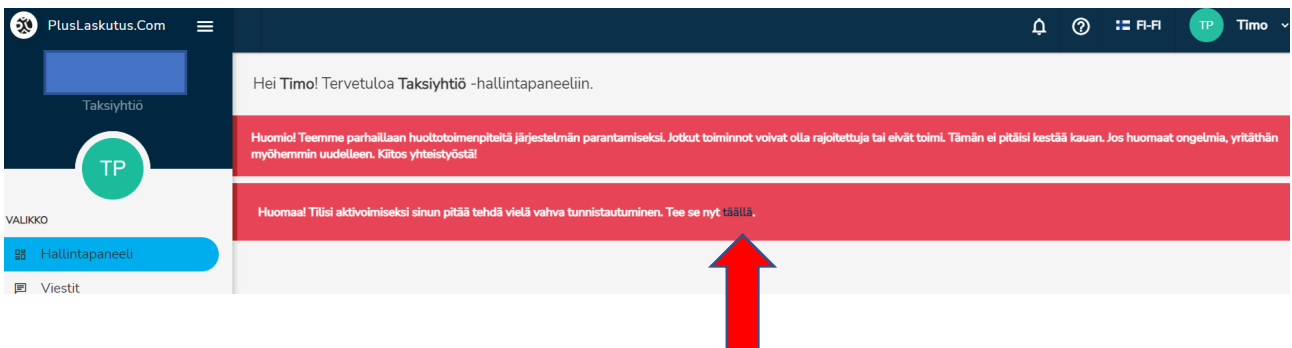 PlusLaskutus.Com
FI-FI
TP
Timo
Taksiyhtiö
TP
VALIKKO
Hallintapaneeli
Viestit
Hei Timo! Tervetuloa Taksiyhtiö -hallintapaneeliin.
Huomio! Teemme parhaillaan huoltotoimenpiteitä järjestelmän parantamiseksi. Jotkut toiminnot voivat olla rajoitettuja tai eivät toimi. Tämän ei pitäisi kestää kauan. Jos huomaat ongelmia, yritäthän
myöhemmin uudelleen. Kiitos yhteistyöstä!
Huomaa! Tilisi aktivoimiseksi sinun pitää tehdä vielä vahva tunnistautuminen. Tee se nyt täällä.